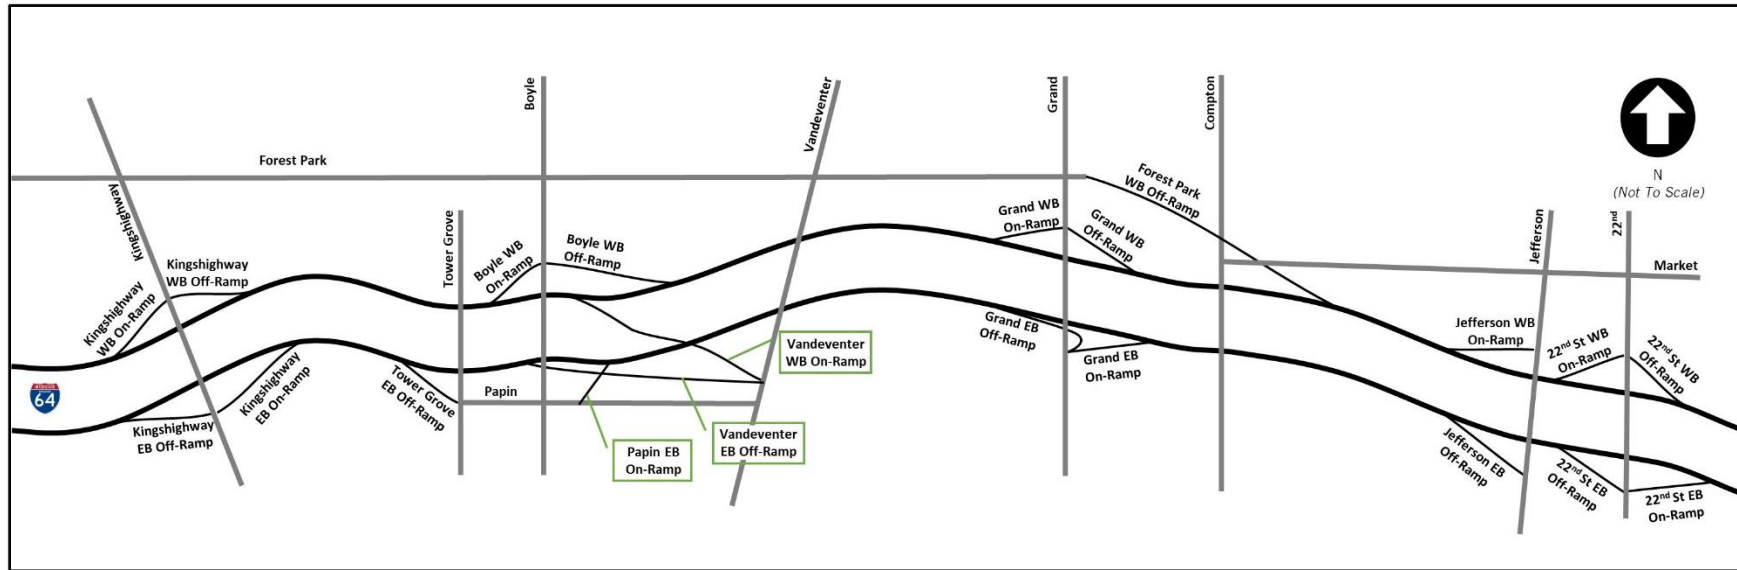 Boyle
Vandeventer
Grand
Compton
Forest Park
Kingshighway
Forest Park
WB Off-Ramp
N
(Not To Scale)
Tower Grove
Boyle WB
On-Ramp
Boyle WB
Off-Ramp
Grand WB
On-Ramp
Grand WB
Off-Ramp
Jefferson
22nd
Market
Kingshighway
WB Off-Ramp
Kingshighway
WB On-Ramp
Grand EB
Off-Ramp
Grand EB
On-Ramp
Vandeventer
WB On-Ramp
Jefferson WB
On-Ramp
22nd St WB
On-Ramp
22nd St WB
Off-Ramp
INTERSTATE
64
Kingshighway
EB On-Ramp
Kingshighway
EB Off-Ramp
Tower Grove
EB Off-Ramp
Papin
Papin EB
On-Ramp
Vandeventer
EB Off-Ramp
Jefferson EB
Off-Ramp
22nd St EB
Off-Ramp
22nd St EB
On-Ramp